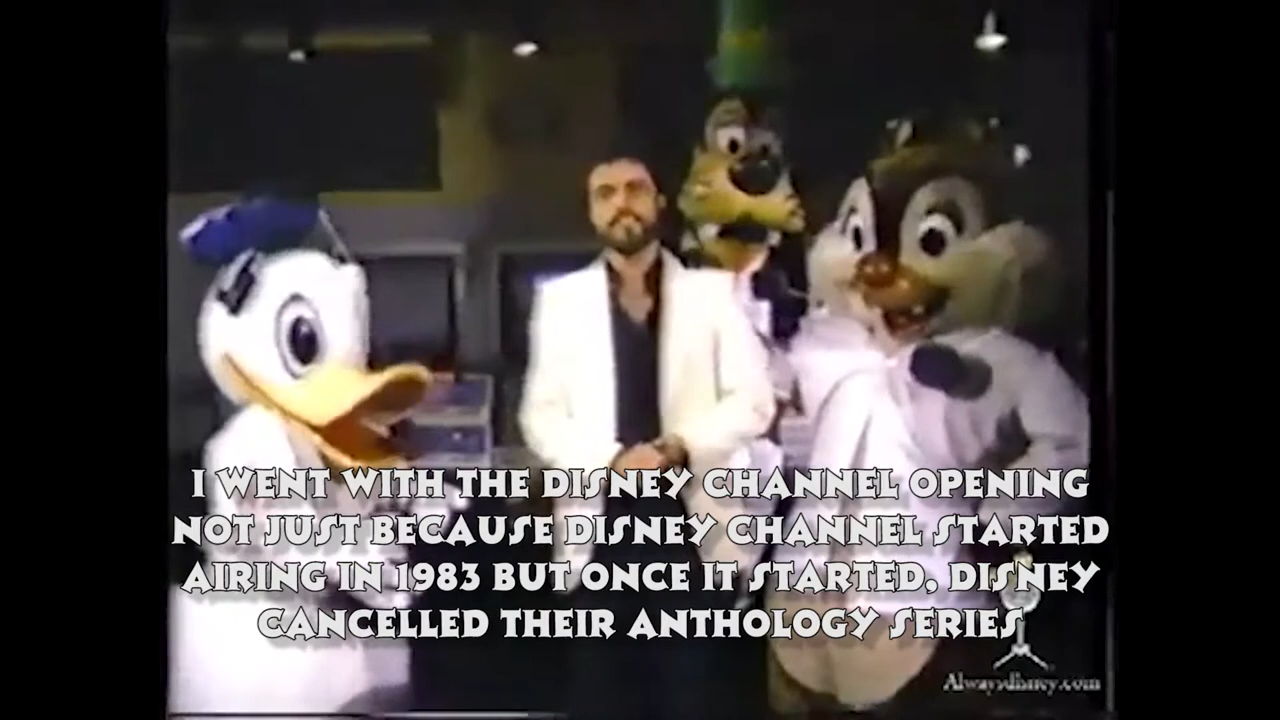 I WENT WITH THE DISNEY CHANNEL OPENING
NOT JUST BECAUSE DISNEY CHANNEL STARTED
AIRING IN 1983 BUT ONCE IT STARTED, DISNEY
CANCELLED THEIR ANTHOLOGY SERIES
Alwaysdisney.com